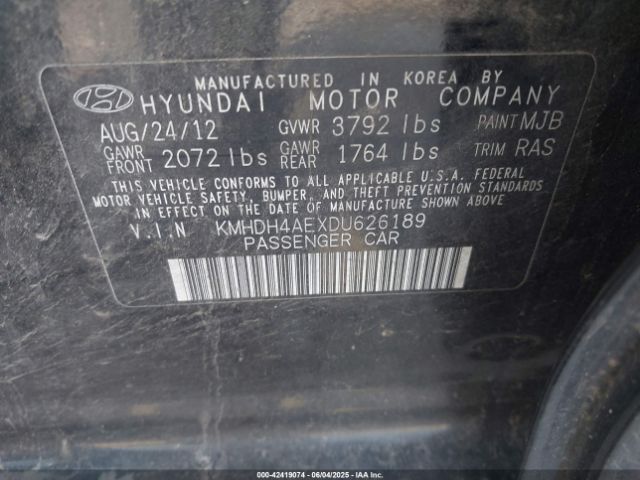 MANUFACTURED IN KOREA BY
HYUNDAI MOTOR COMPANY
AUG/24/12 GVWR 3792 lbs PAINT MJB
GAWR FRONT 2072 lbs GAWR REAR 1764 lbs TRIM RAS
THIS VEHICLE CONFORMS TO ALL APPLICABLE U.S.A. FEDERAL
MOTOR VEHICLE SAFETY, BUMPER, AND THEFT PREVENTION STANDARDS
IN EFFECT ON THE DATE OF MANUFACTURE SHOWN ABOVE
V.I.N KMHDH4AEXDU626189
PASSENGER CAR
000-42419074 | 06/04/2025 - IAA Inc.